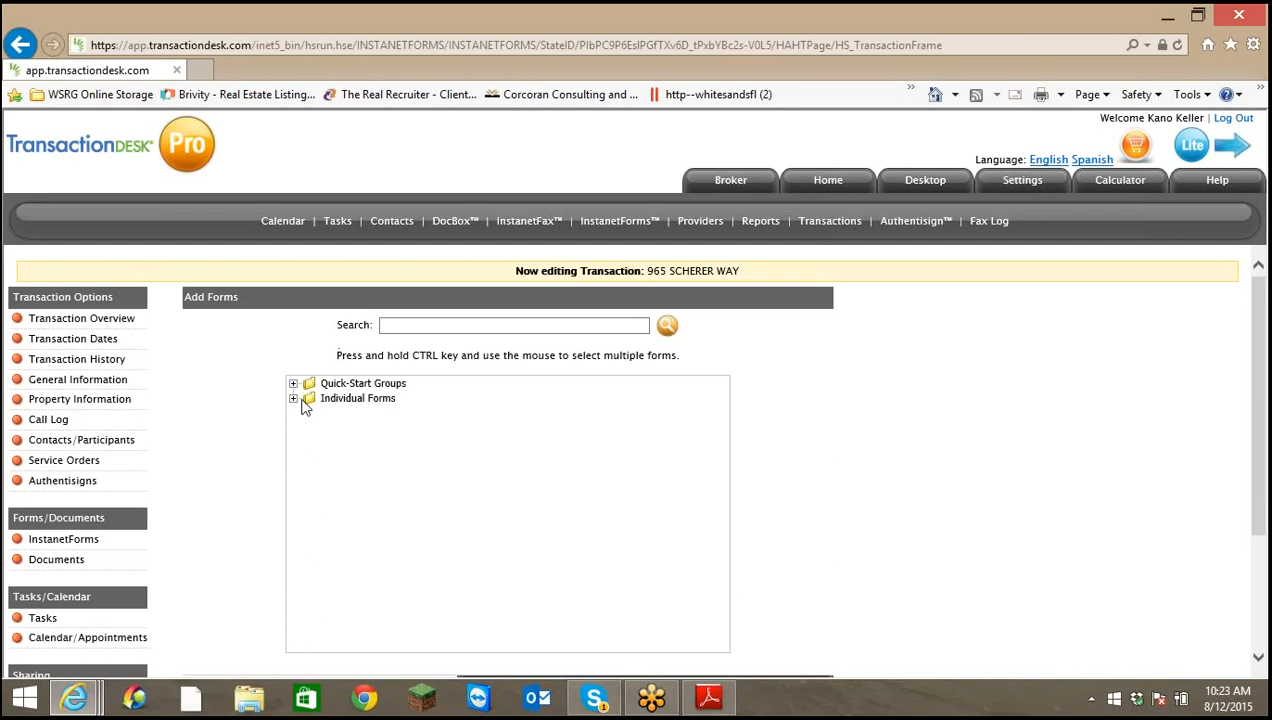 https://app.transactiondesk.com/inet5_bin/hsrun.hse/INSTANETFORMS/INSTANETFORMS/StateID/PIbPC9P6EsIPGfTXv6D_tPxbYBc2s-V0L5/HAHTPage/HS_TransactionFrame
app.transactiondesk.com
WSRG Online Storage Brivity - Real Estate Listing... The Real Recruiter - Client... Corcoran Consulting and ... http--whitesandsfl (2) » Page Safety Tools »
Welcome Kano Keller | Log Out
TransactionDESK® Pro
Language: English Spanish Lite
Broker Home Desktop Settings Calculator Help
Calendar | Tasks | Contacts | DocBox™ | InstanetFax™ | InstanetForms™ | Providers | Reports | Transactions | Authentisign™ | Fax Log
Now editing Transaction: 965 SCHERER WAY
Transaction Options
Transaction Overview
Transaction Dates
Transaction History
General Information
Property Information
Call Log
Contacts/Participants
Service Orders
Authentisigns
Forms/Documents
InstanetForms
Documents
Tasks/Calendar
Tasks
Calendar/Appointments
Sharing
Add Forms
Search:
Press and hold CTRL key and use the mouse to select multiple forms.
Quick-Start Groups
Individual Forms
10:23 AM
8/12/2015